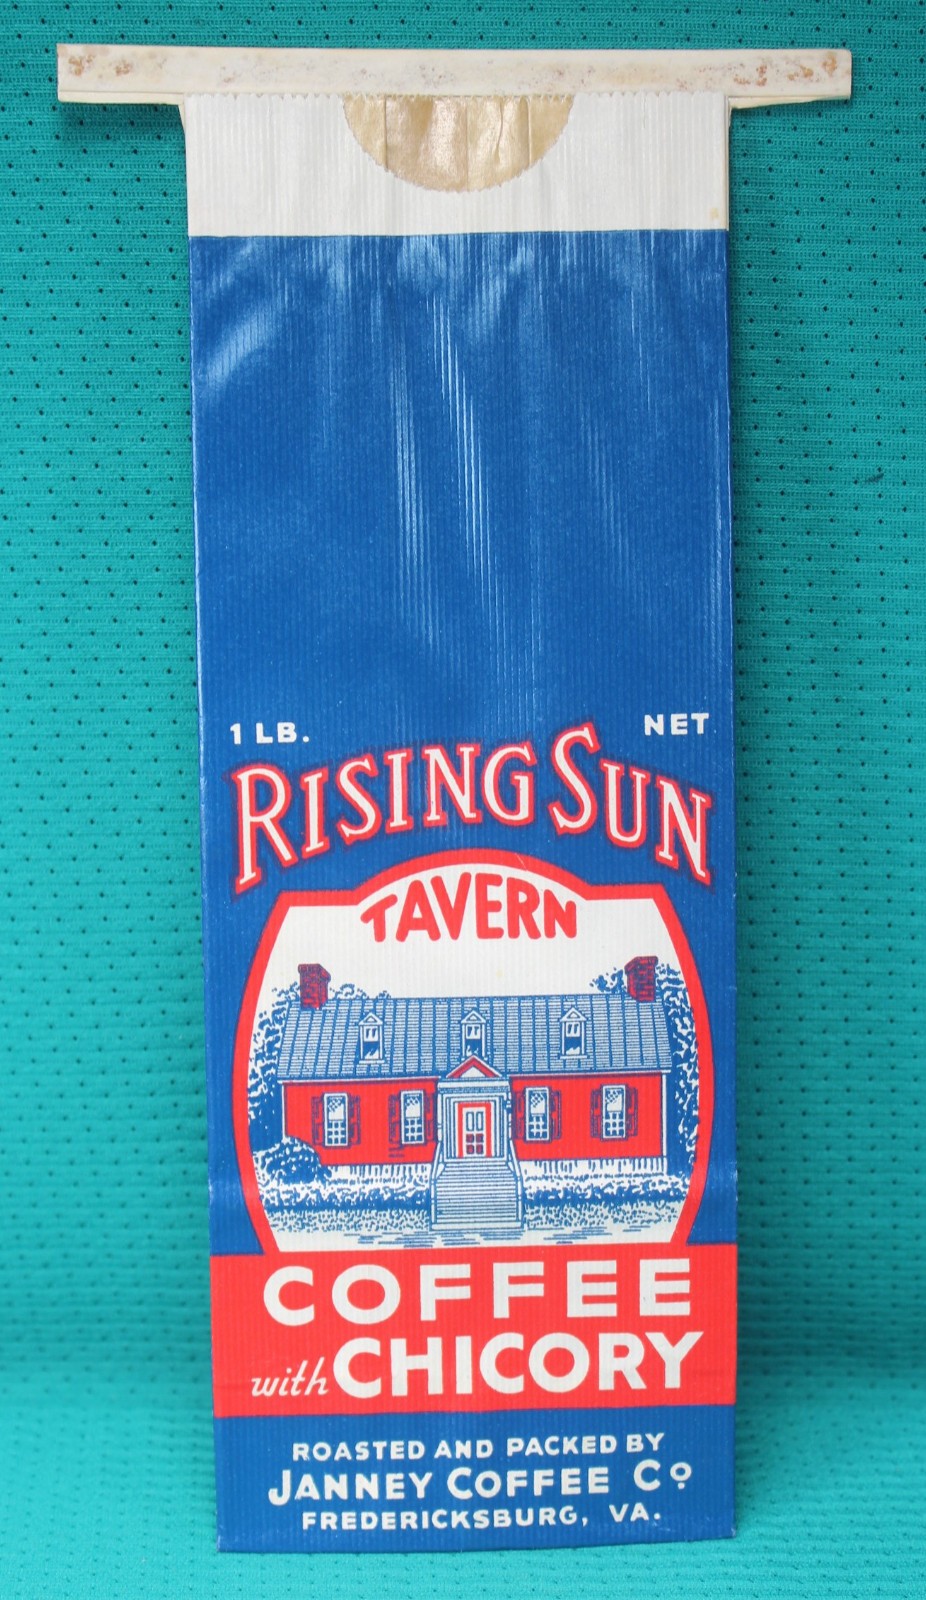 1 LB. NET
RISING SUN
TAVERN
COFFEE
with CHICORY
ROASTED AND PACKED BY
JANNEY COFFEE Co
FREDERICKSBURG, VA.